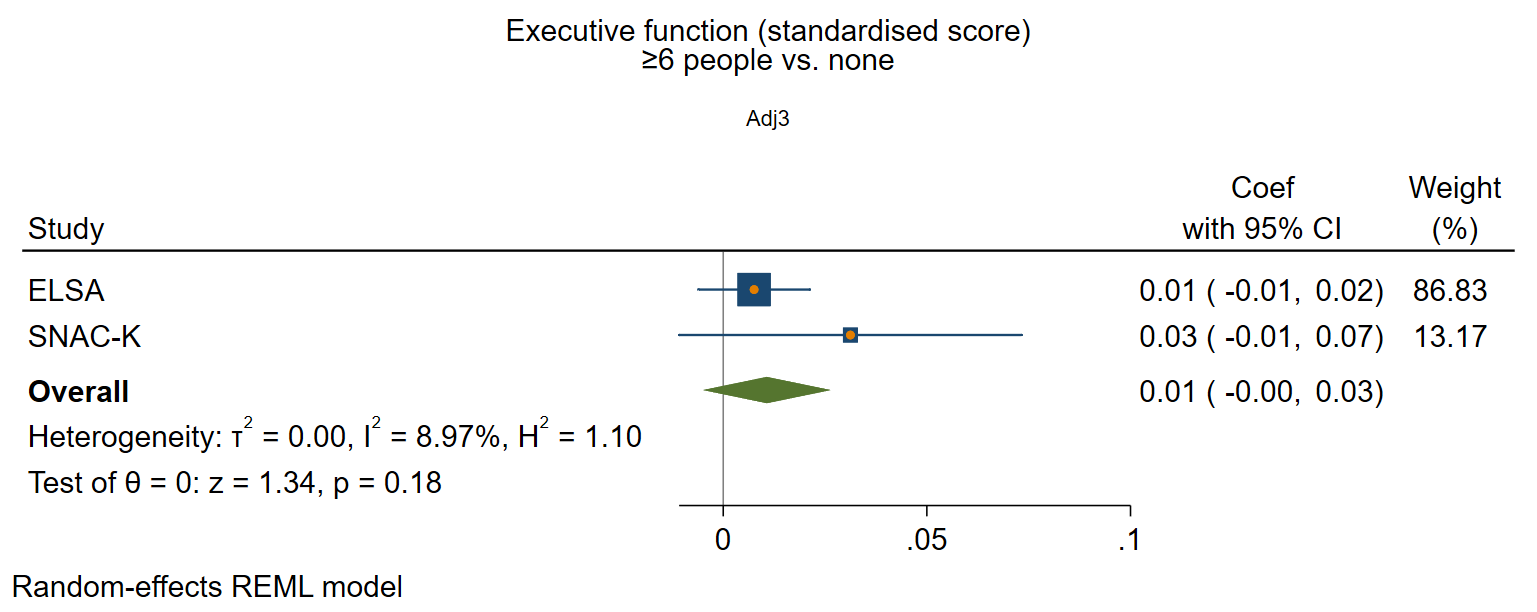 Executive function (standardised score)
≥6 people vs. none
Adj3
Coef Weight
Study with 95% CI (%)
ELSA 0.01 ( -0.01, 0.02) 86.83
SNAC-K 0.03 ( -0.01, 0.07) 13.17
Overall 0.01 ( -0.00, 0.03)
Heterogeneity: τ² = 0.00, I² = 8.97%, H² = 1.10
Test of θ = 0: z = 1.34, p = 0.18
0 .05 .1
Random-effects REML model